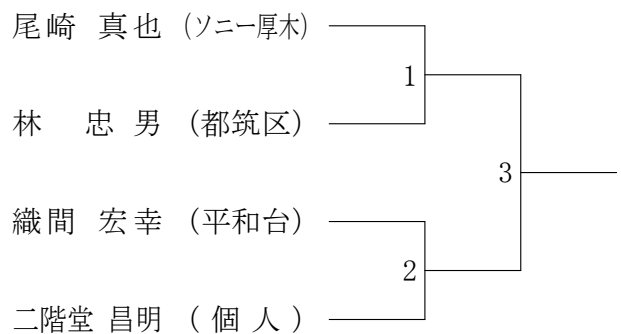 尾崎 真也 (ソニー厚木)
1
林 忠男 (都筑区)
3
織間 宏幸 (平和台)
2
二階堂 昌明 (個人)